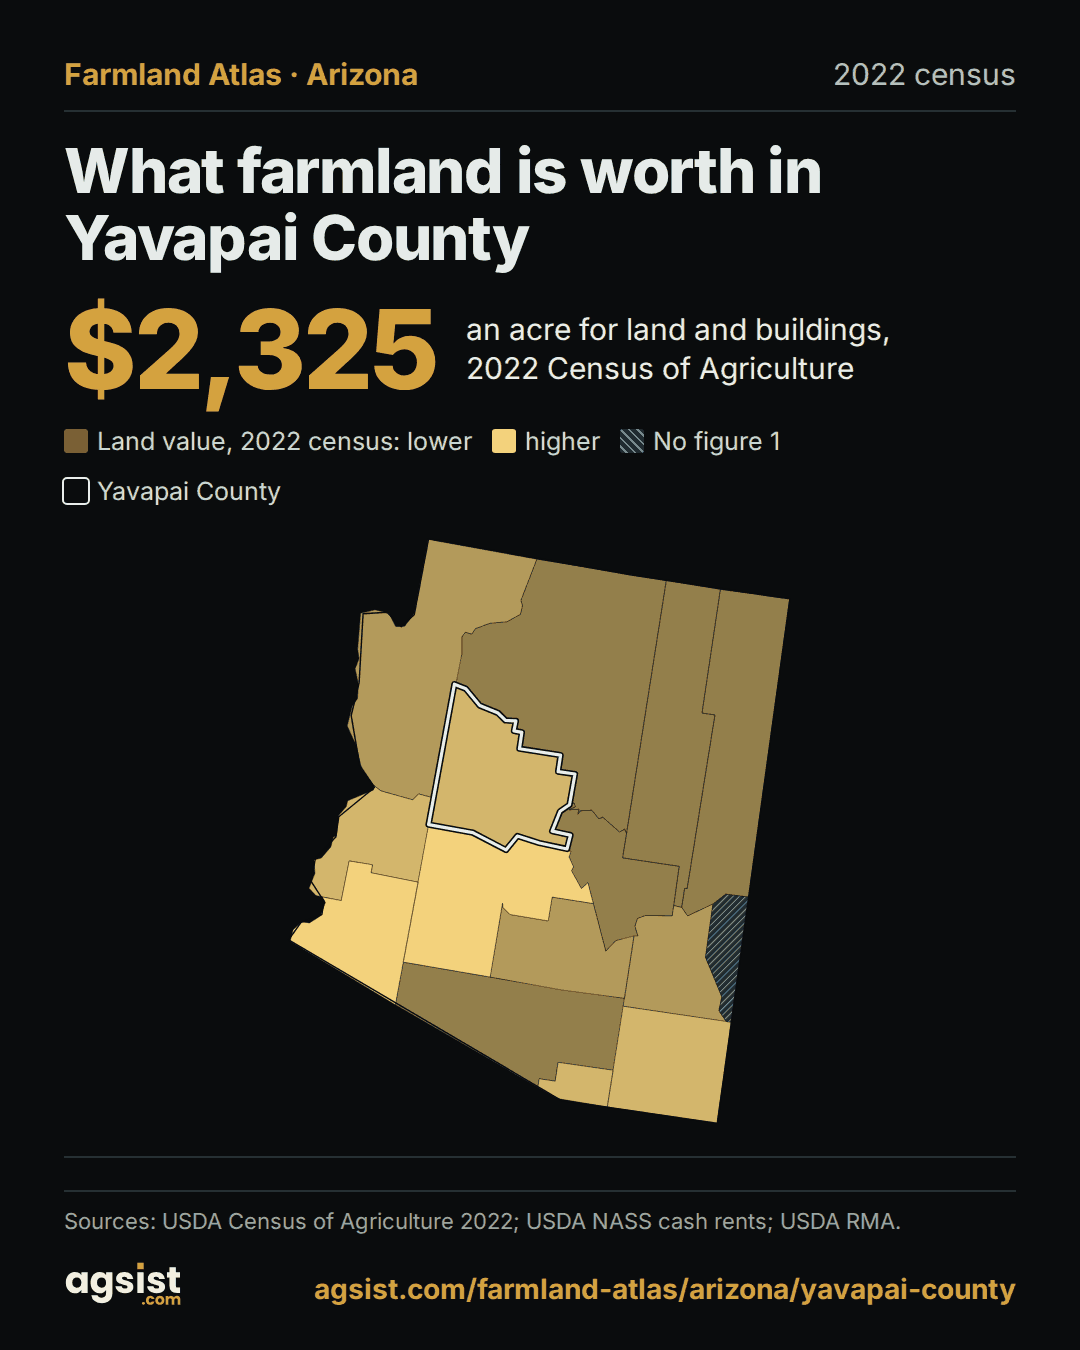 Farmland Atlas · Arizona
2022 census
What farmland is worth in
Yavapai County
$2,325
an acre for land and buildings,
2022 Census of Agriculture
Land value, 2022 census: lower
higher
No figure 1
Yavapai County
Sources: USDA Census of Agriculture 2022; USDA NASS cash rents; USDA RMA.
agsist
.com
agsist.com/farmland-atlas/arizona/yavapai-county